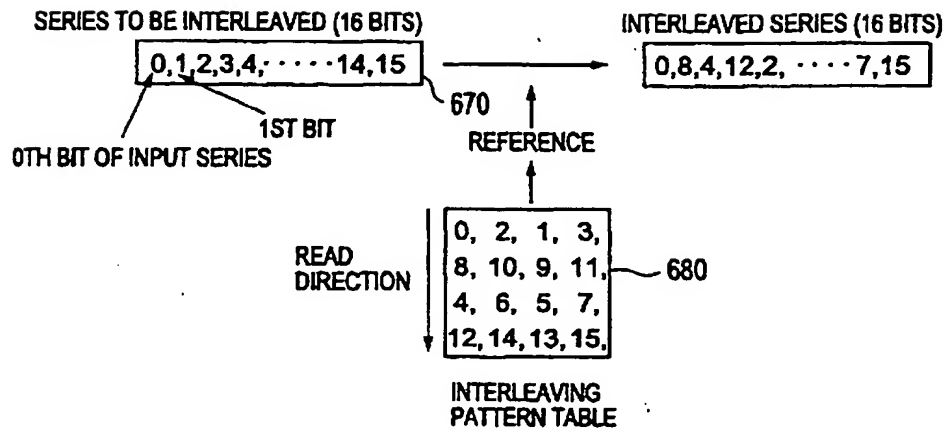 SERIES TO BE INTERLEAVED (16 BITS)
0,1,2,3,4,·····14,15
670
1ST BIT
0TH BIT OF INPUT SERIES
INTERLEAVED SERIES (16 BITS)
0,8,4,12,2, ····7,15
REFERENCE
READ
DIRECTION
0, 2, 1, 3,
8, 10, 9, 11,
4, 6, 5, 7,
12, 14, 13, 15,
680
INTERLEAVING
PATTERN TABLE